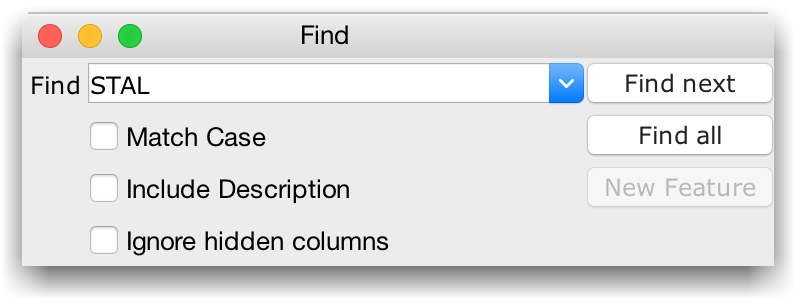 Find
Find STAL Find next
Match Case Find all
Include Description New Feature
Ignore hidden columns